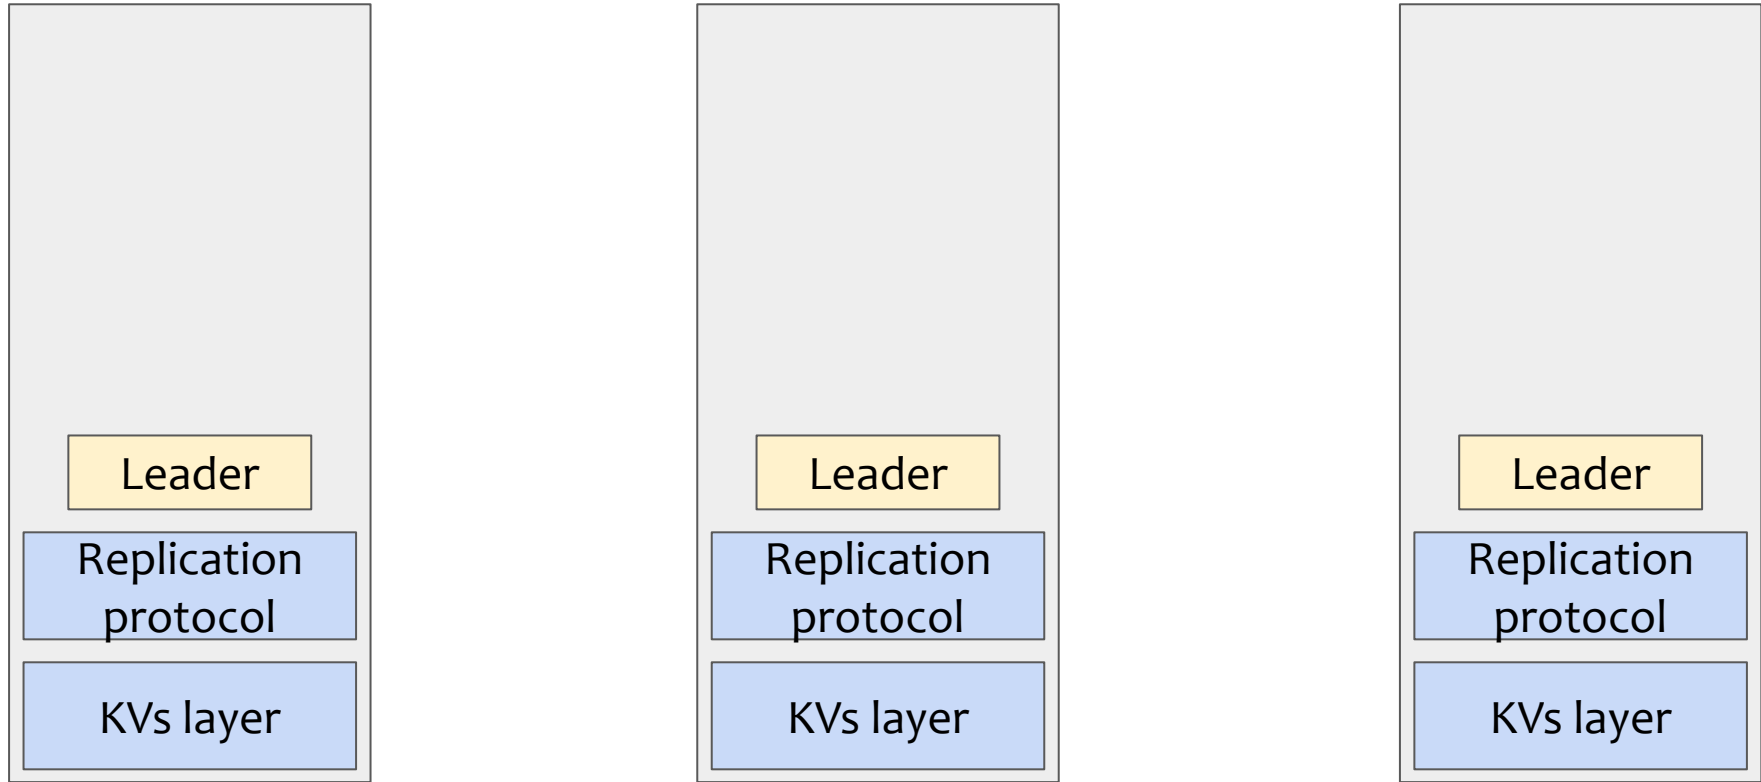 Leader
Replication
protocol
KVs layer
Leader
Replication
protocol
KVs layer
Leader
Replication
protocol
KVs layer